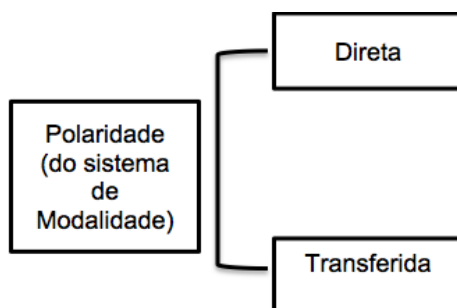 Direta
Polaridade
(do sistema
de
Modalidade)
Transferida